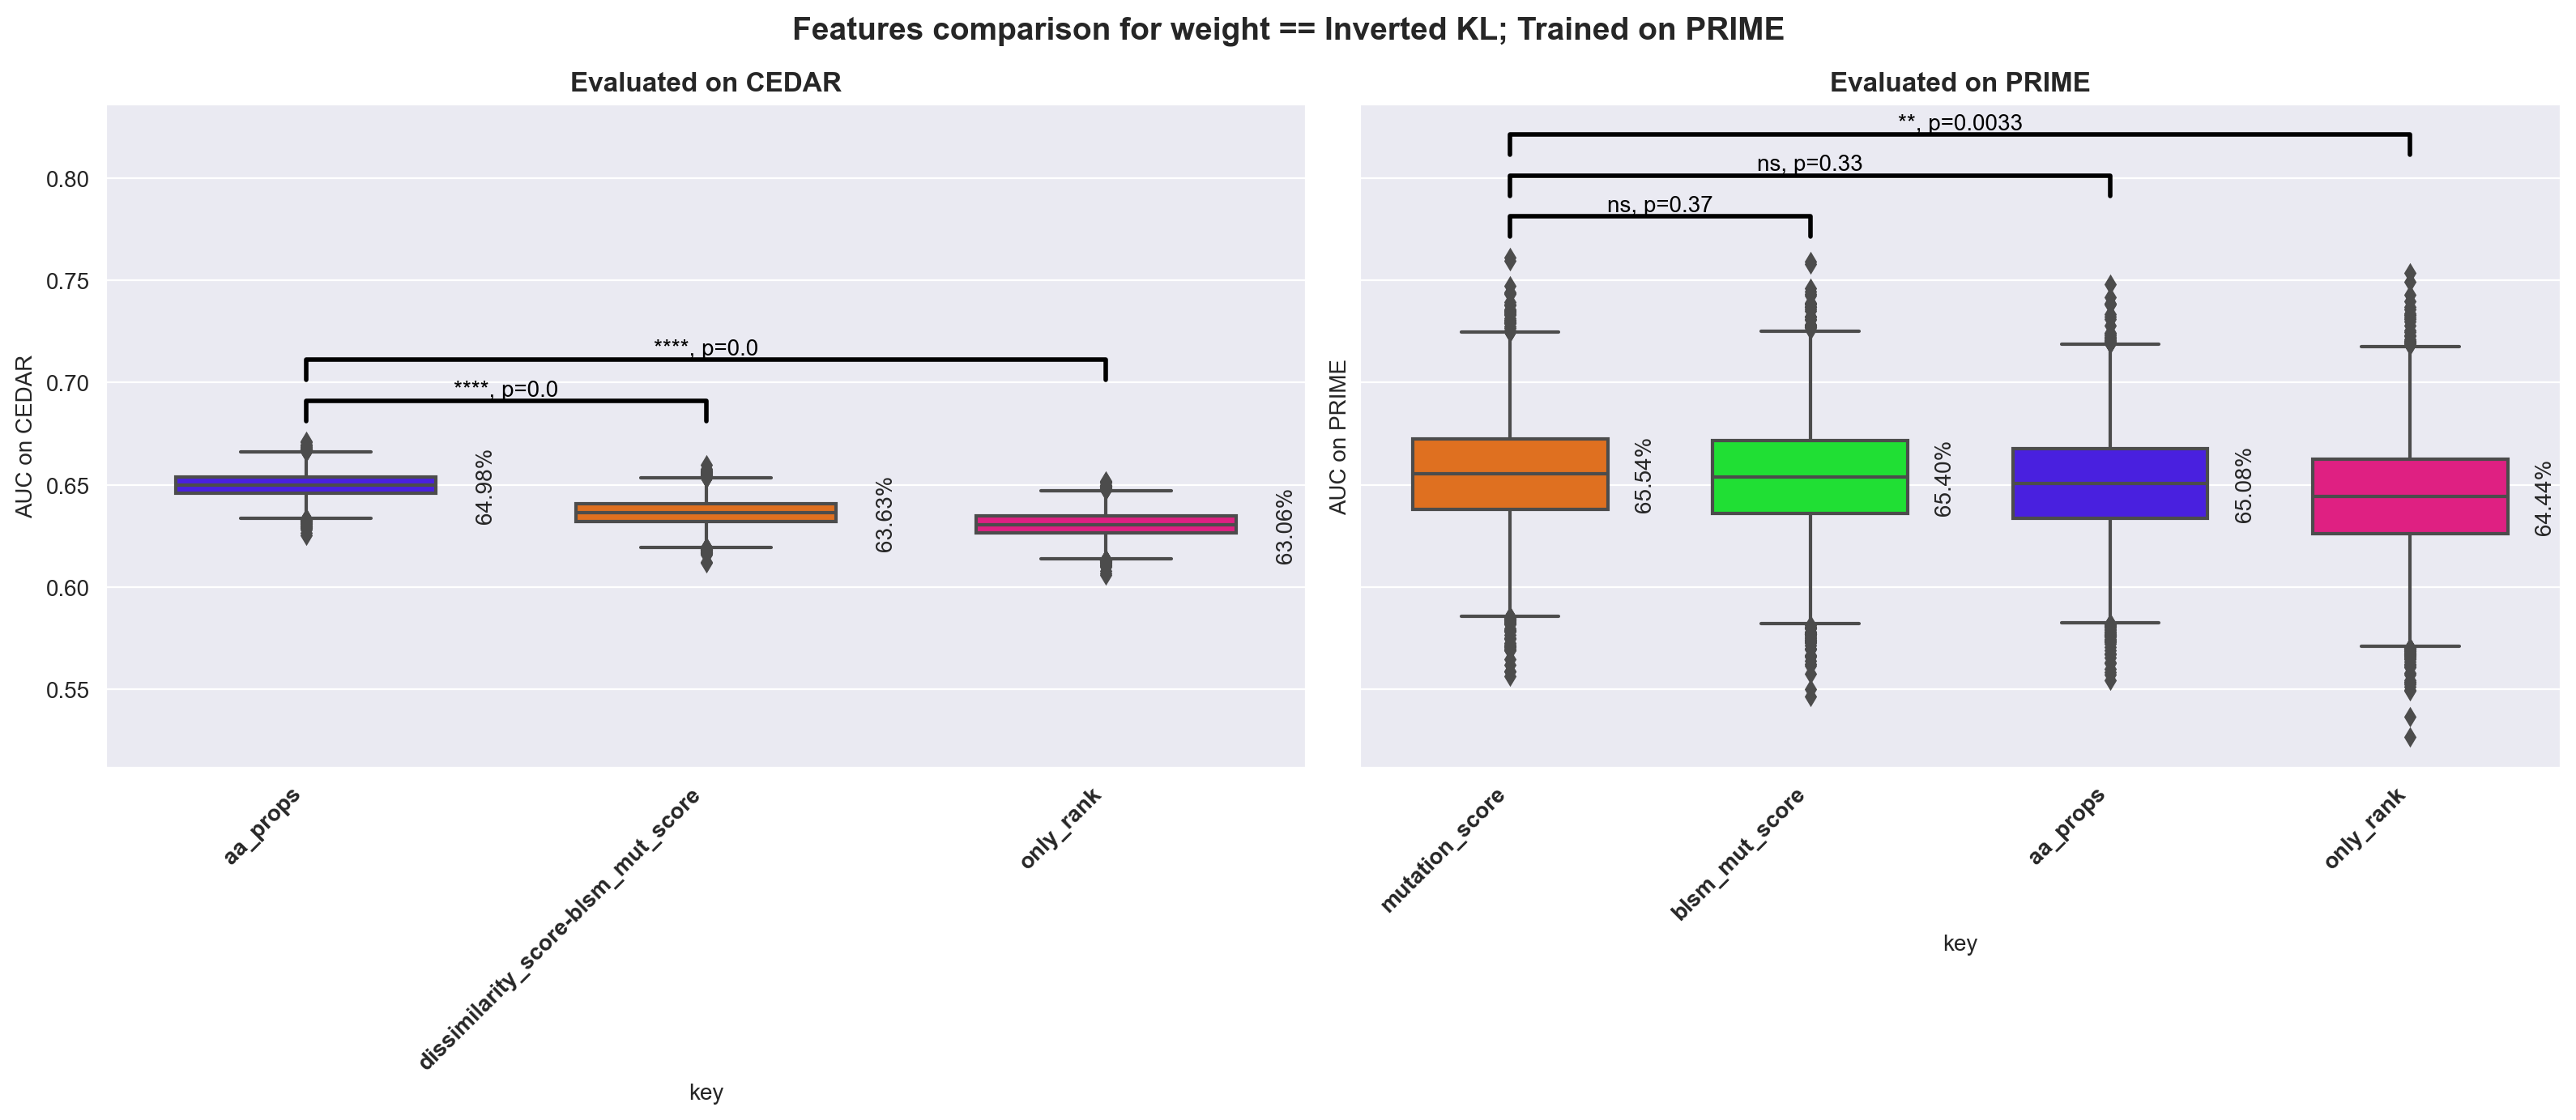 Features comparison for weight == Inverted KL; Trained on PRIME
Evaluated on CEDAR
AUC on CEDAR
0.80
0.75
0.70
0.65
0.60
0.55
****, p=0.0
****, p=0.0
64.98%
63.63%
63.06%
aa_props
dissimilarity_score-blsm_mut_score
only_rank
key
Evaluated on PRIME
AUC on PRIME
**, p=0.0033
ns, p=0.33
ns, p=0.37
65.54%
65.40%
65.08%
64.44%
mutation_score
blsm_mut_score
aa_props
only_rank
key